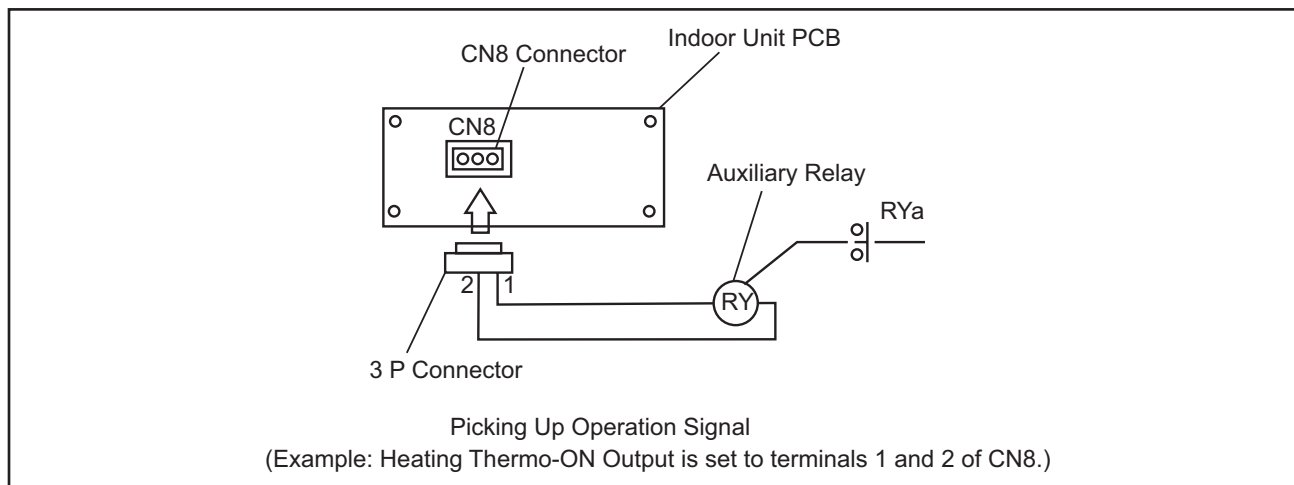 Indoor Unit PCB
CN8 Connector
CN8
Auxiliary Relay
RYa
2 1
RY
3 P Connector
Picking Up Operation Signal
(Example: Heating Thermo-ON Output is set to terminals 1 and 2 of CN8.)